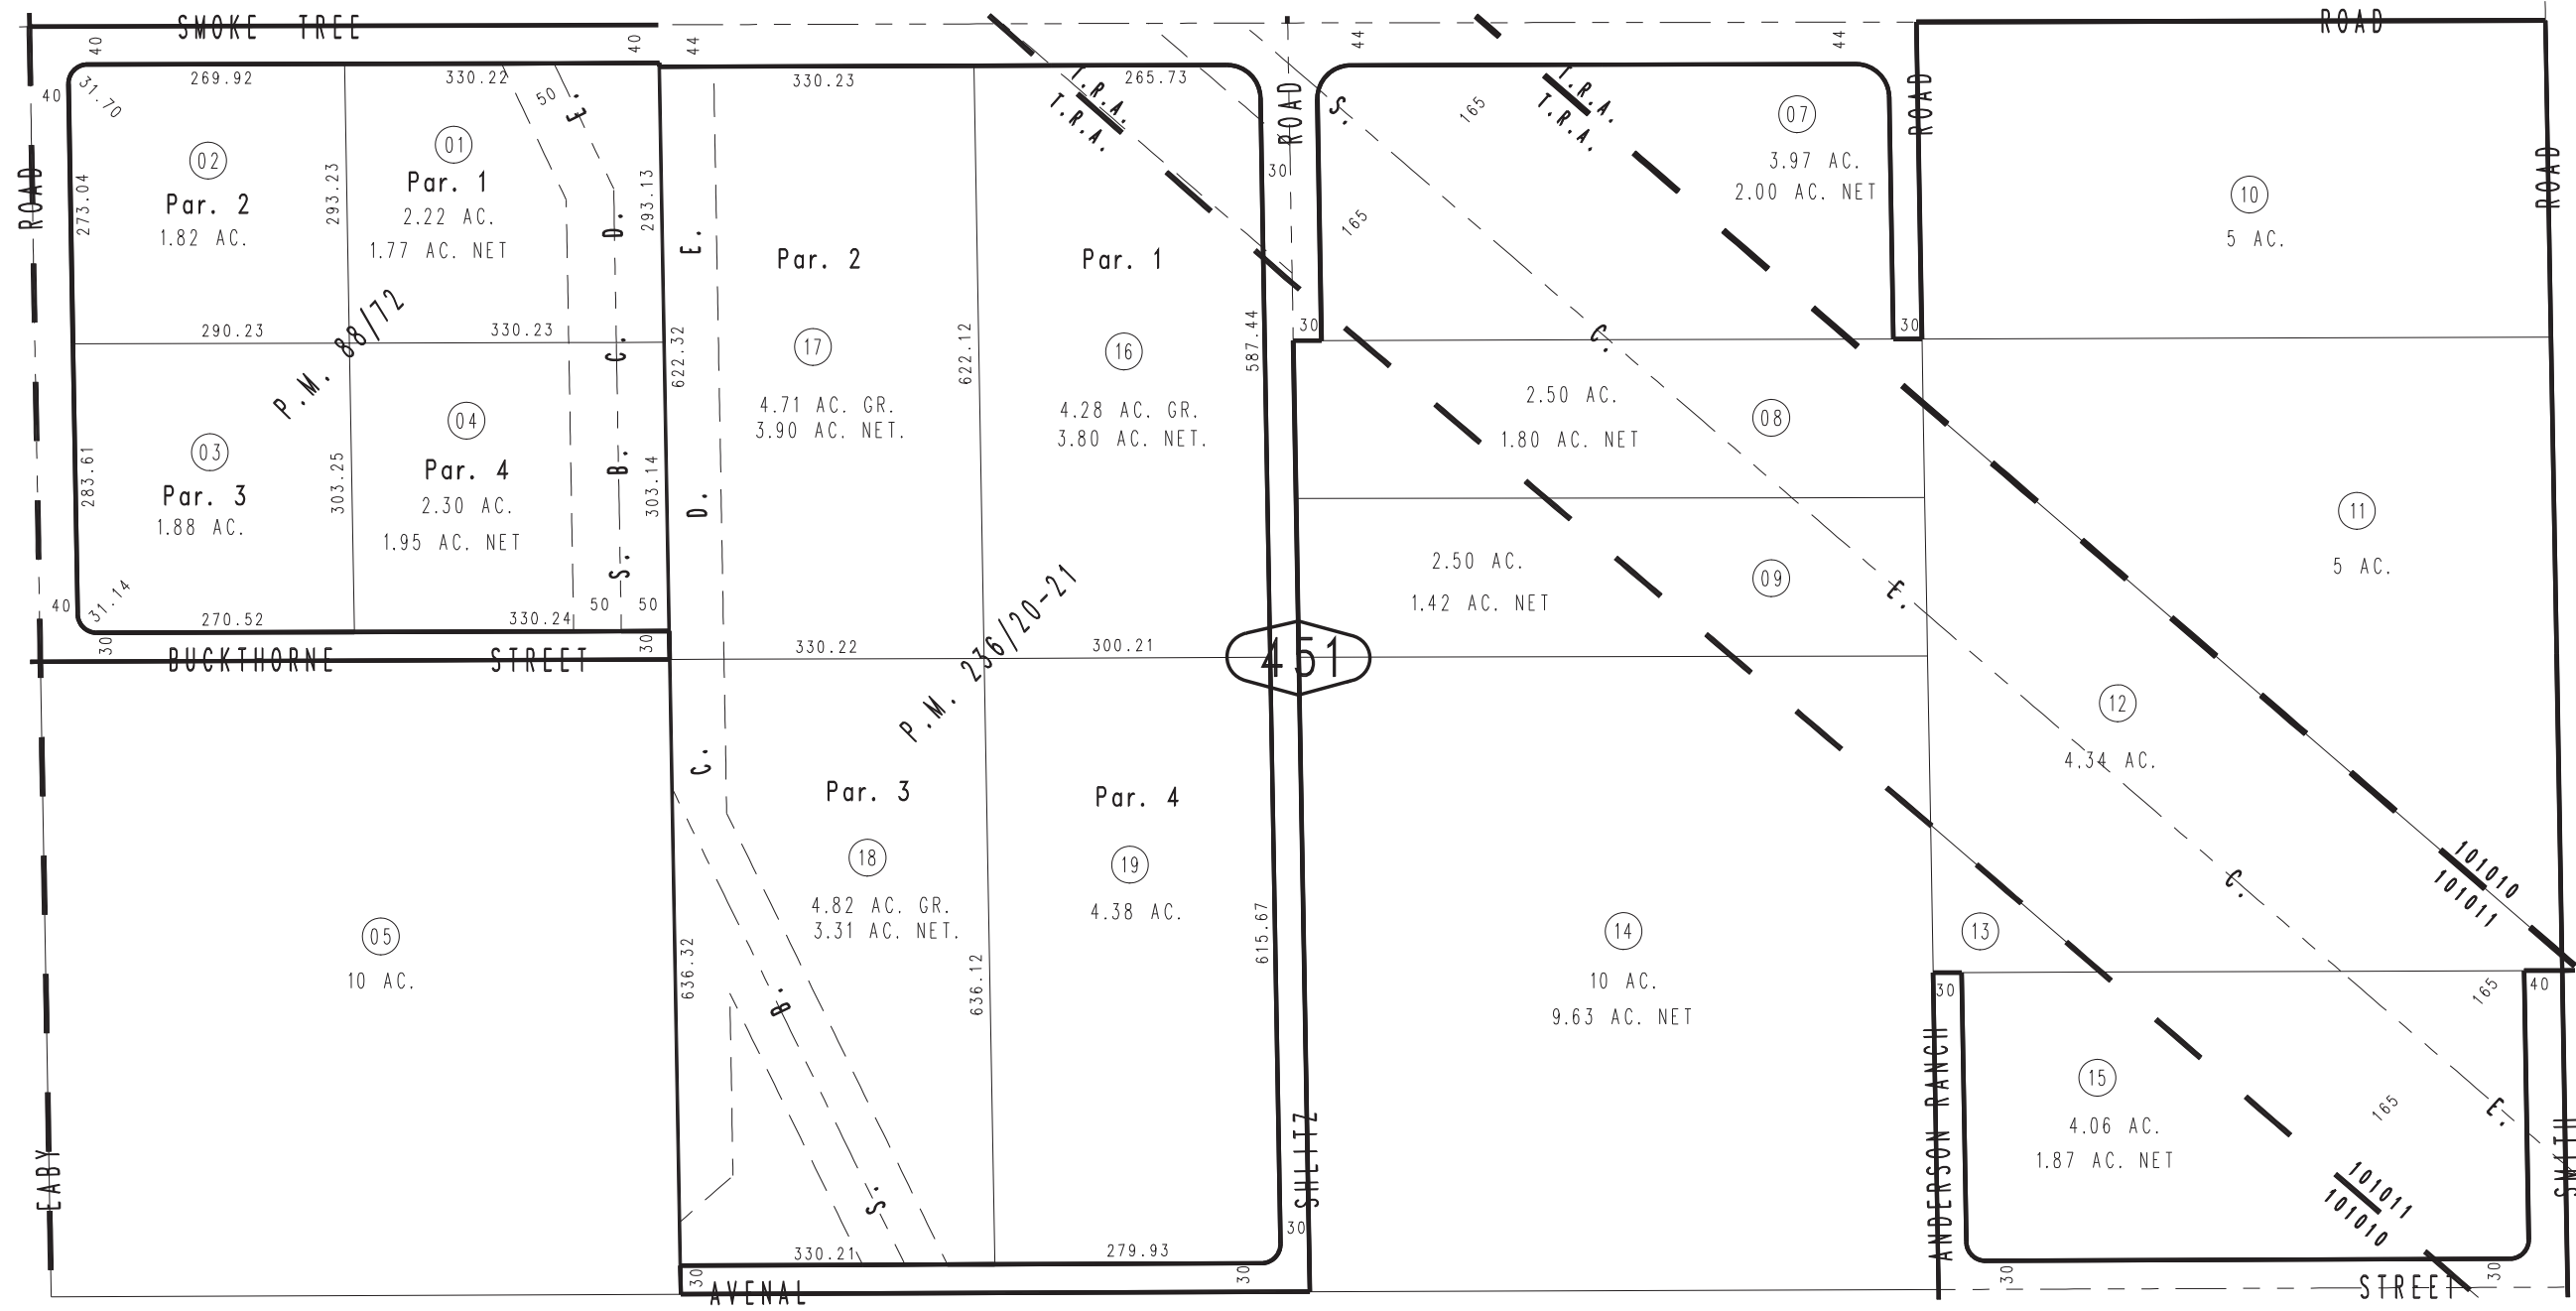 SMOKE TREE
ROAD
40
40
44
44
44
269.92
330.22
330.23
265.73
31.70
40
50
S. B. C. D. E.
T.R.A.
T.R.A.
T.R.A.
T.R.A.
ROAD
ROAD
ROAD
ROAD
02
Par. 2
1.82 AC.
273.04
293.23
01
Par. 1
2.22 AC.
1.77 AC. NET
293.13
290.23
330.23
P.M. 88/72
03
Par. 3
1.88 AC.
283.61
303.25
04
Par. 4
2.30 AC.
1.95 AC. NET
303.14
40
31.14
270.52
330.24
50
50
30
30
BUCKTHORNE STREET
05
10 AC.
EABY
E.
D.
C.
B.
S.
Par. 2
17
4.71 AC. GR.
3.90 AC. NET.
622.32
622.12
Par. 1
16
4.28 AC. GR.
3.80 AC. NET.
587.44
30
330.22
300.21
P.M. 236/20-21
451
Par. 3
18
4.82 AC. GR.
3.31 AC. NET.
636.32
636.12
Par. 4
19
4.38 AC.
615.67
330.21
279.93
30
30
30
AVENAL
SHLITZ
S.
C.
E.
C.
E.
165
165
07
3.97 AC.
2.00 AC. NET
30
30
2.50 AC.
1.80 AC. NET
08
2.50 AC.
1.42 AC. NET
09
10
5 AC.
11
5 AC.
12
4.34 AC.
13
14
10 AC.
9.63 AC. NET
101010
101011
30
40
165
165
15
4.06 AC.
1.87 AC. NET
101011
101010
ANDERSON RANCH
SMITH
30
30
STREET